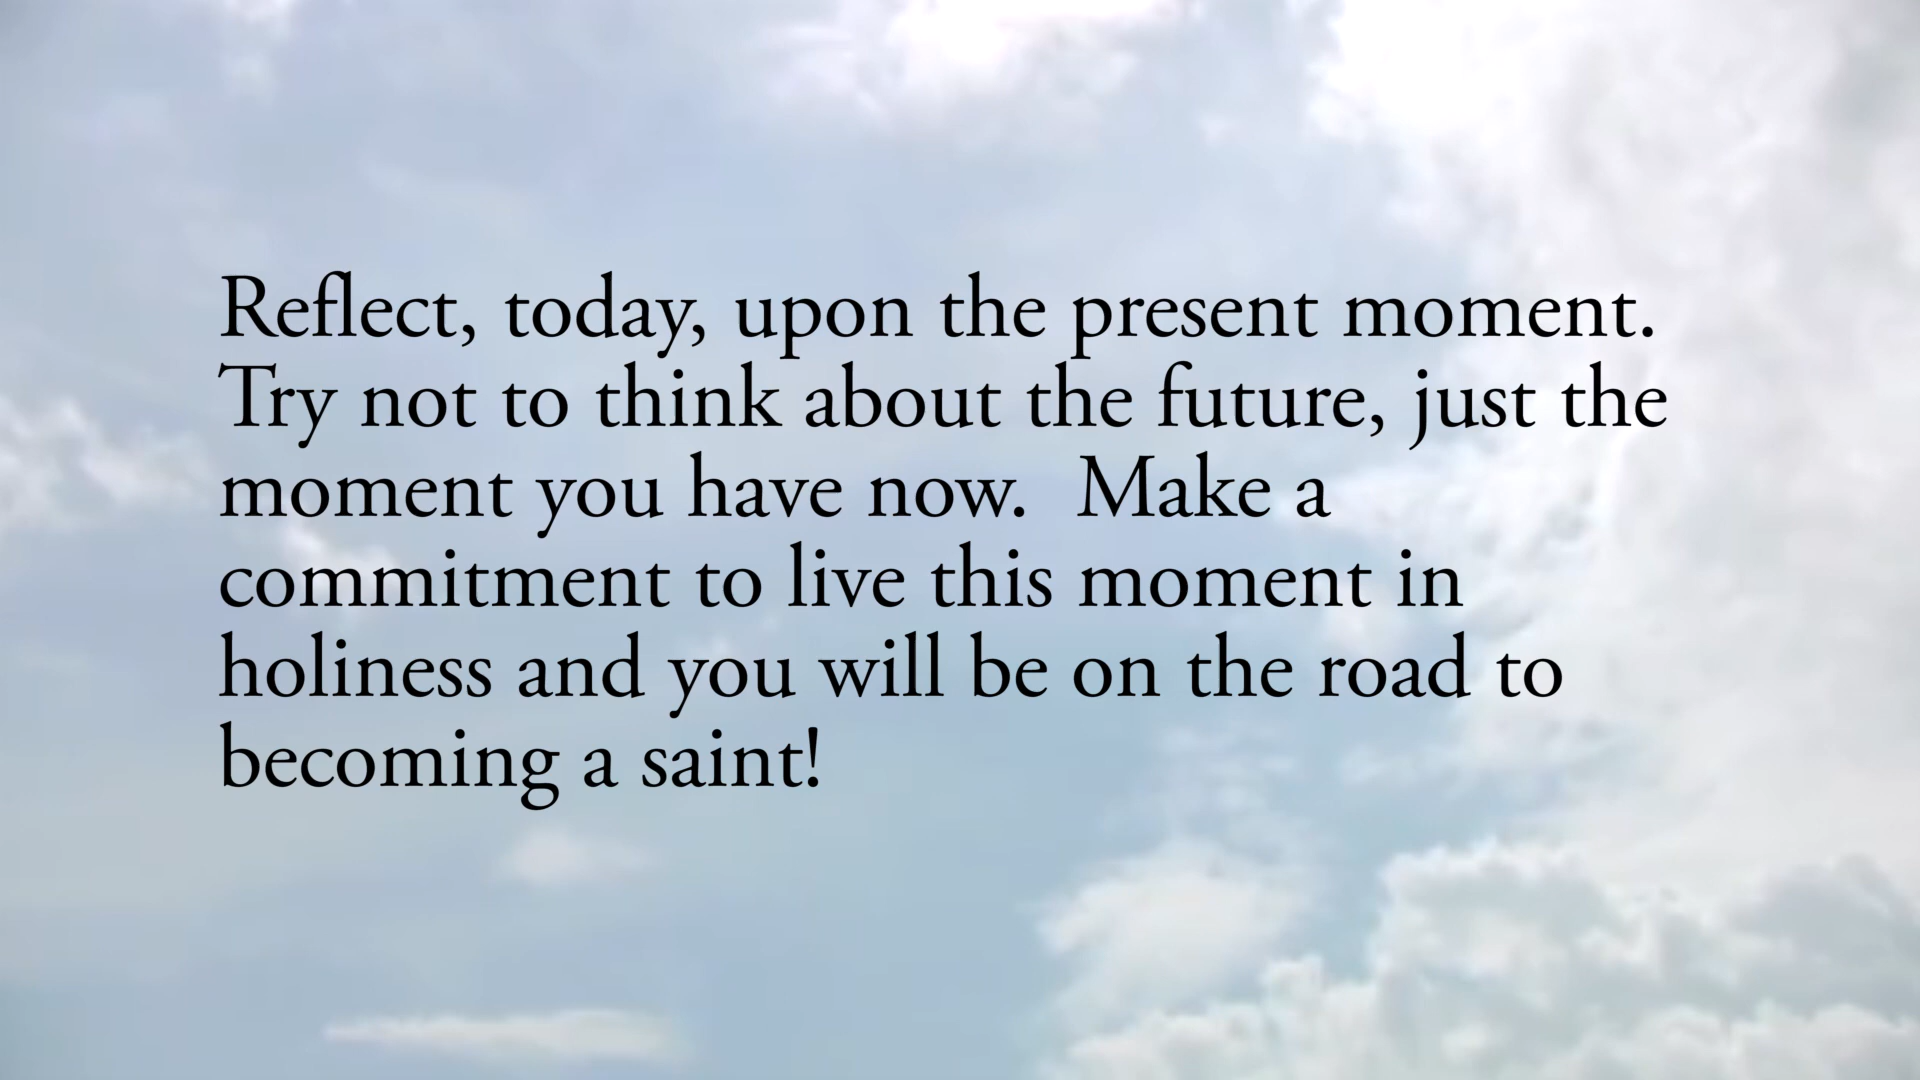 Reflect, today, upon the present moment.
Try not to think about the future, just the
moment you have now.  Make a
commitment to live this moment in
holiness and you will be on the road to
becoming a saint!